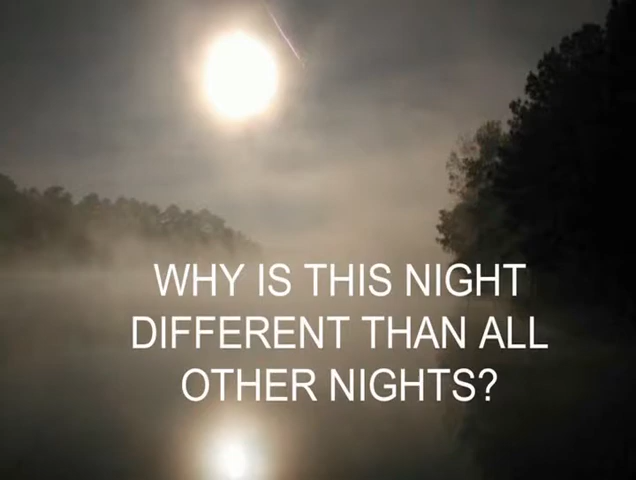 WHY IS THIS NIGHT
DIFFERENT THAN ALL
OTHER NIGHTS?